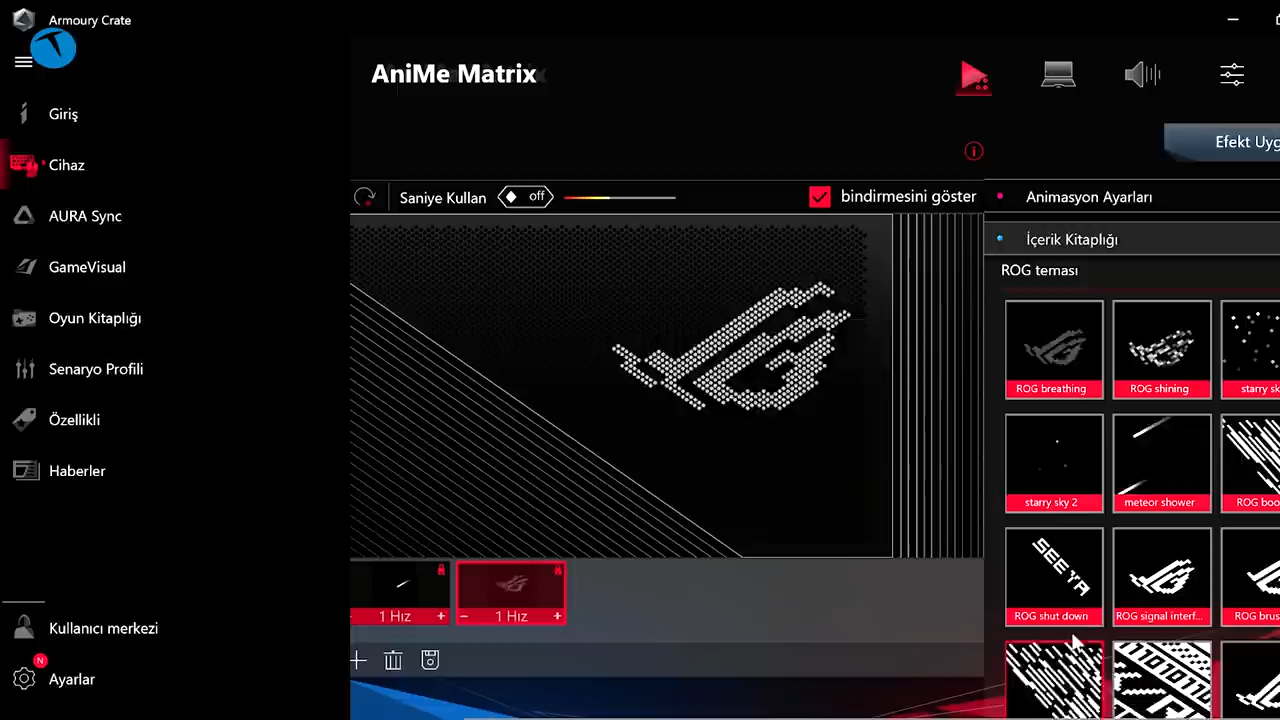 Armoury Crate
AniMe Matrix
Giriş
Cihaz
AURA Sync
GameVisual
Oyun Kitaplığı
Senaryo Profili
Özellikli
Haberler
Kullanıcı merkezi
N
Ayarlar
Efekt Uyg
Saniye Kullan off
bindirmesini göster
Animasyon Ayarları
İçerik Kitaplığı
ROG teması
ROG breathing
ROG shining
starry sk
starry sky 2
meteor shower
ROG boo
SEE YA
ROG shut down
ROG signal interf...
ROG brus
1 Hız +
− 1 Hız +